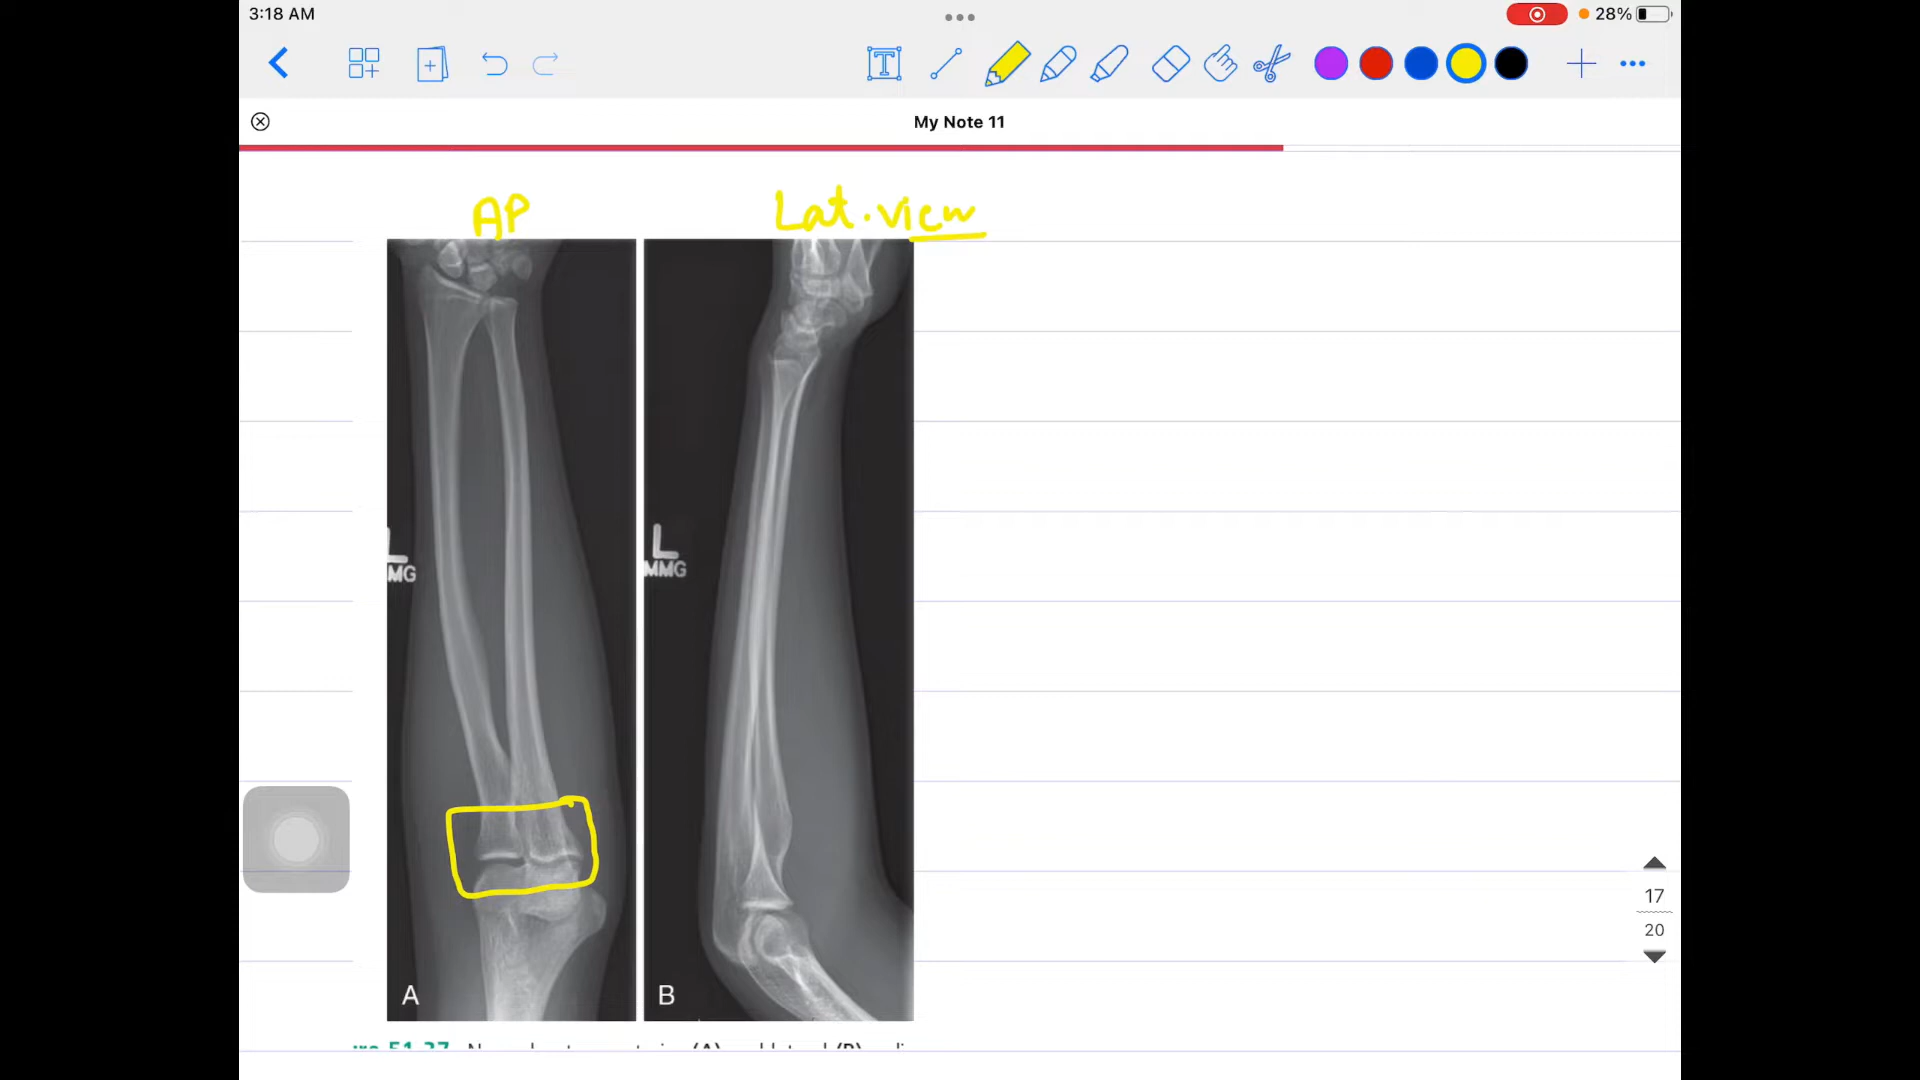 3:18 AM
28%
T
My Note 11
AP
Lat. view
L
MG
L
MMG
17
20
A
B